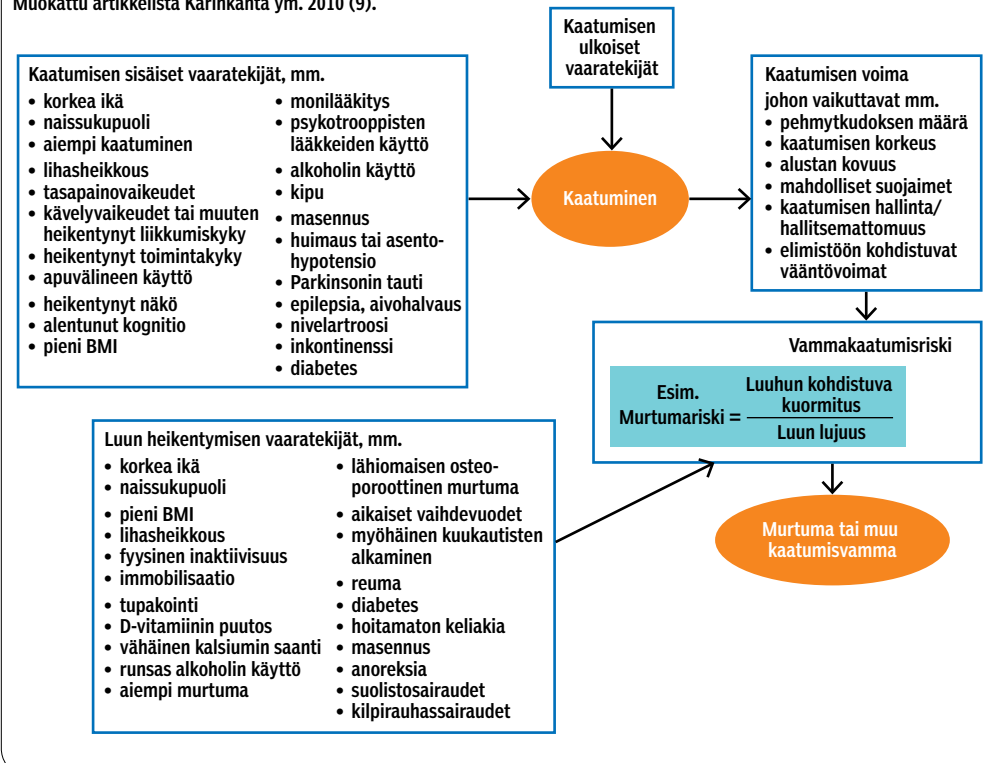 Muokattu artikkelista Karinkanta ym. 2010 (9).
Kaatumisen
ulkoiset
vaaratekijät
Kaatumisen sisäiset vaaratekijät, mm.
• korkea ikä
• naissukupuoli
• aiempi kaatuminen
• lihasheikkous
• tasapainovaikeudet
• kävelyvaikeudet tai muuten
heikentynyt liikkumiskyky
• heikentynyt toimintakyky
• apuvälineen käyttö
• heikentynyt näkö
• alentunut kognitio
• pieni BMI
• monilääkitys
• psykotrooppisten
lääkkeiden käyttö
• alkoholin käyttö
• kipu
• masennus
• huimaus tai asento-
hypotensio
• Parkinsonin tauti
• epilepsia, aivohalvaus
• nivelartroosi
• inkontinenssi
• diabetes
Kaatuminen
Kaatumisen voima
johon vaikuttavat mm.
• pehmytkudoksen määrä
• kaatumisen korkeus
• alustan kovuus
• mahdolliset suojaimet
• kaatumisen hallinta/
hallitsemattomuus
• elimistöön kohdistuvat
vääntövoimat
Vammakaatumisriski
Esim.
Murtumariski =
Luuhun kohdistuva
kuormitus
Luun lujuus
Luun heikentymisen vaaratekijät, mm.
• korkea ikä
• naissukupuoli
• pieni BMI
• lihasheikkous
• fyysinen inaktiivisuus
• immobilisaatio
• tupakointi
• D-vitamiinin puutos
• vähäinen kalsiumin saanti
• runsas alkoholin käyttö
• aiempi murtuma
• lähiomaisen osteo-
poroottinen murtuma
• aikaiset vaihdevuodet
• myöhäinen kuukautisten
alkaminen
• reuma
• diabetes
• hoitamaton keliakia
• masennus
• anoreksia
• suolistosairaudet
• kilpirauhassairaudet
Murtuma tai muu
kaatumisvamma